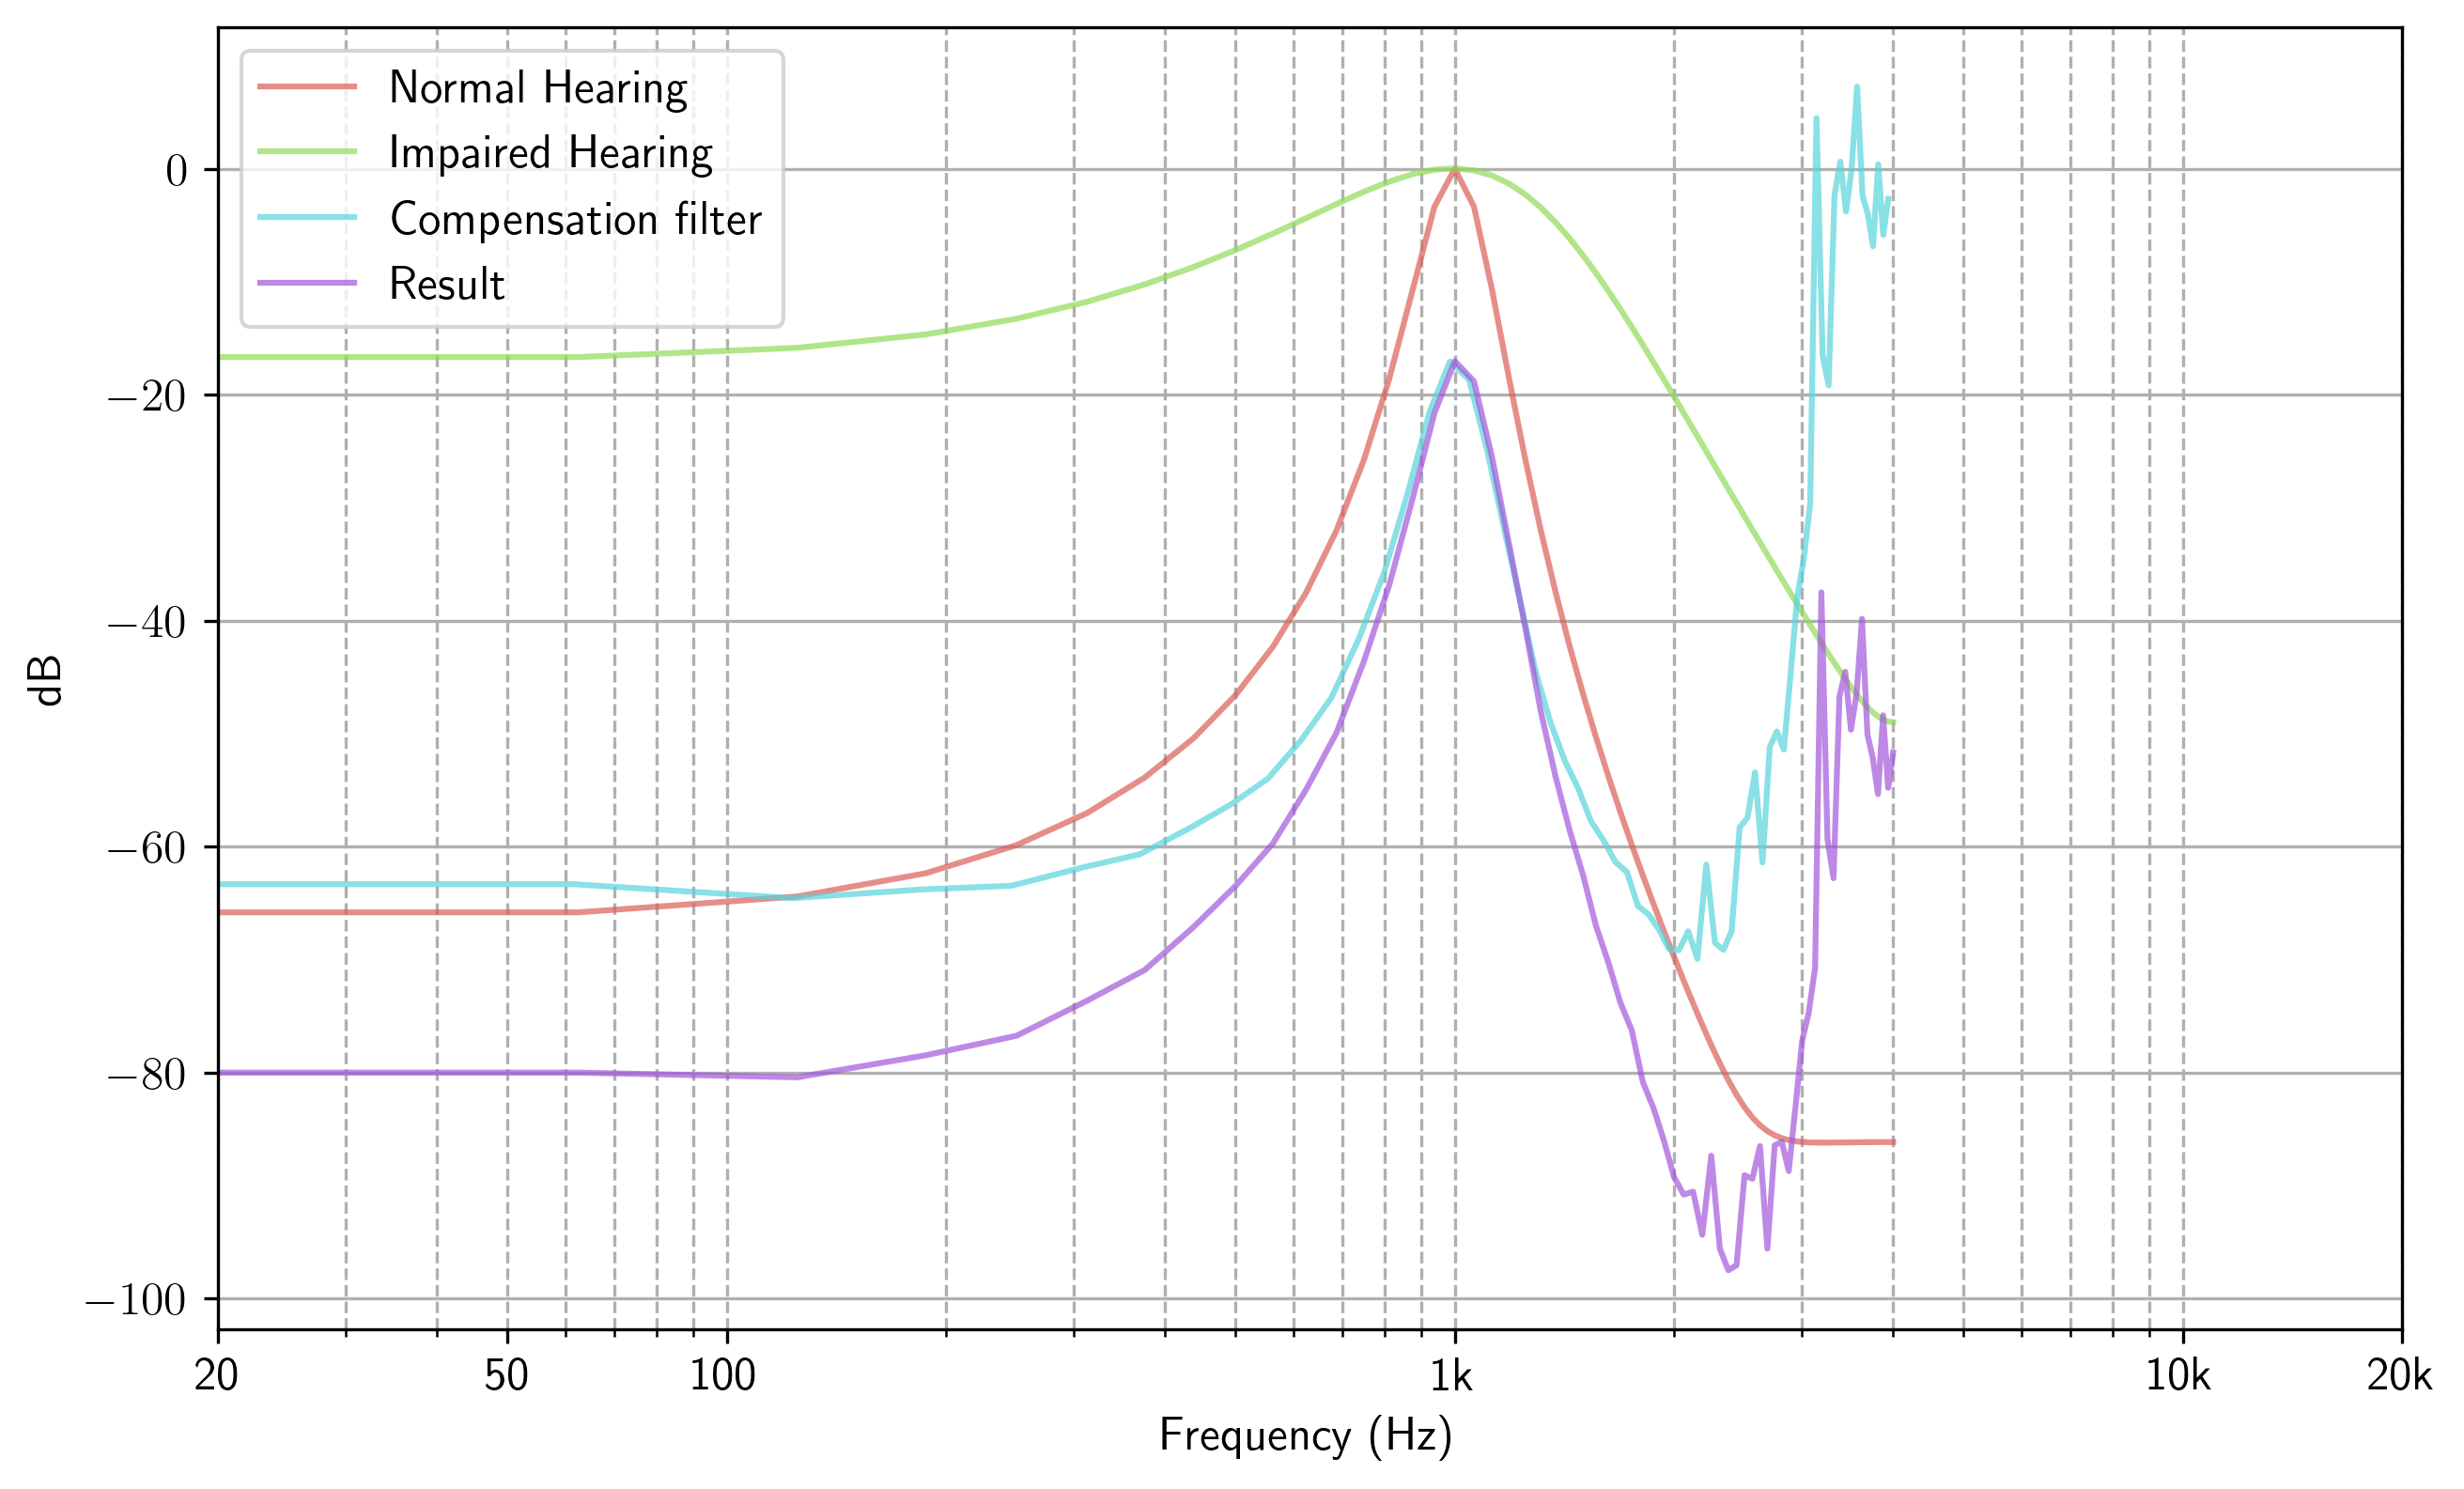 Normal Hearing
Impaired Hearing
Compensation filter
Result
0
−20
−40
−60
−80
−100
dB
20 50 100 1k 10k 20k
Frequency (Hz)